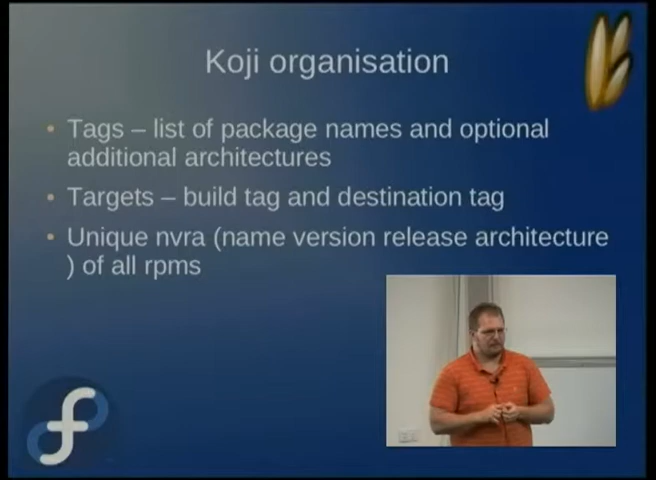 Koji organisation
• Tags – list of package names and optional
additional architectures
• Targets – build tag and destination tag
• Unique nvra (name version release architecture
) of all rpms